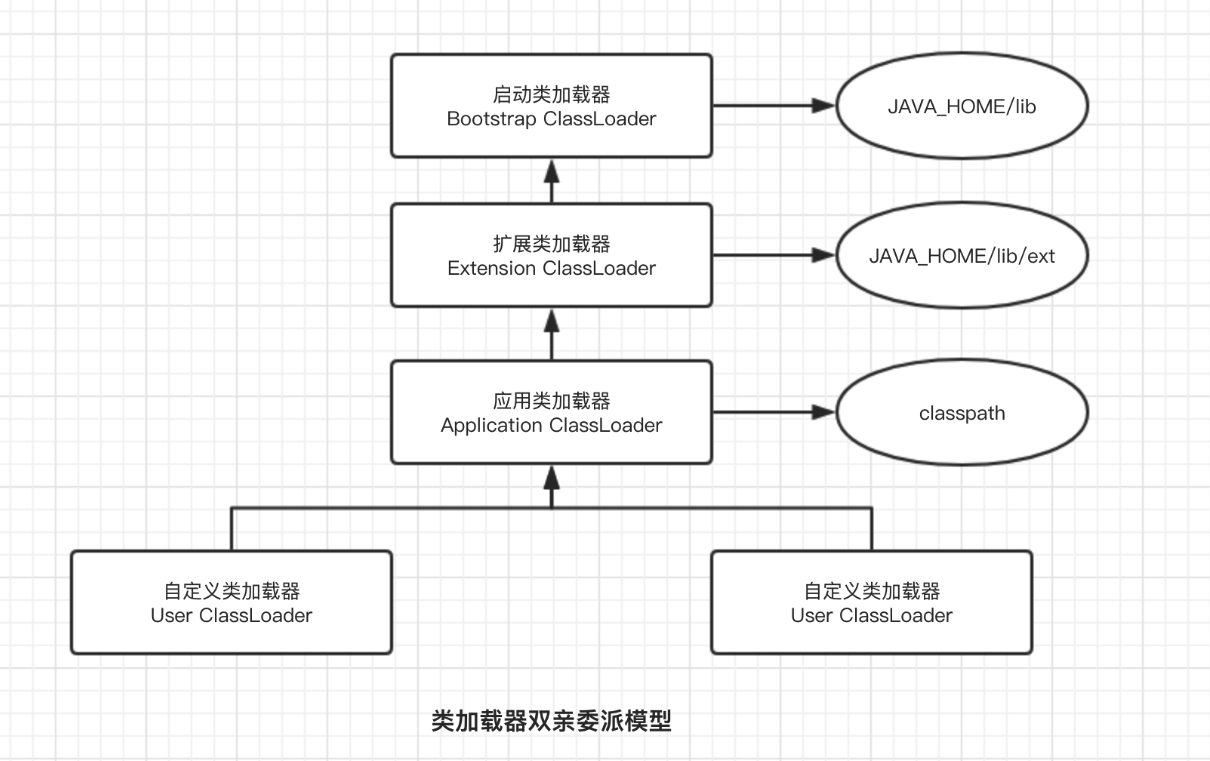 启动类加载器
Bootstrap ClassLoader
JAVA_HOME/lib
扩展类加载器
Extension ClassLoader
JAVA_HOME/lib/ext
应用类加载器
Application ClassLoader
classpath
自定义类加载器
User ClassLoader
自定义类加载器
User ClassLoader
类加载器双亲委派模型